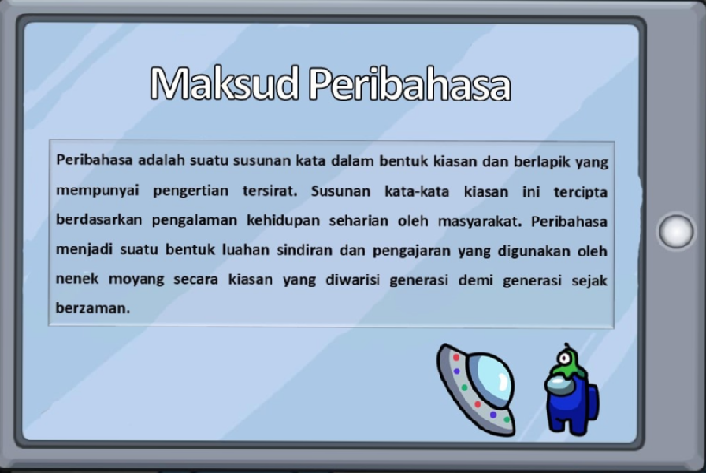 Maksud Peribahasa
Peribahasa adalah suatu susunan kata dalam bentuk kiasan dan berlapik yang
mempunyai pengertian tersirat. Susunan kata-kata kiasan ini tercipta
berdasarkan pengalaman kehidupan seharian oleh masyarakat. Peribahasa
menjadi suatu bentuk luahan sindiran dan pengajaran yang digunakan oleh
nenek moyang secara kiasan yang diwarisi generasi demi generasi sejak
berzaman.